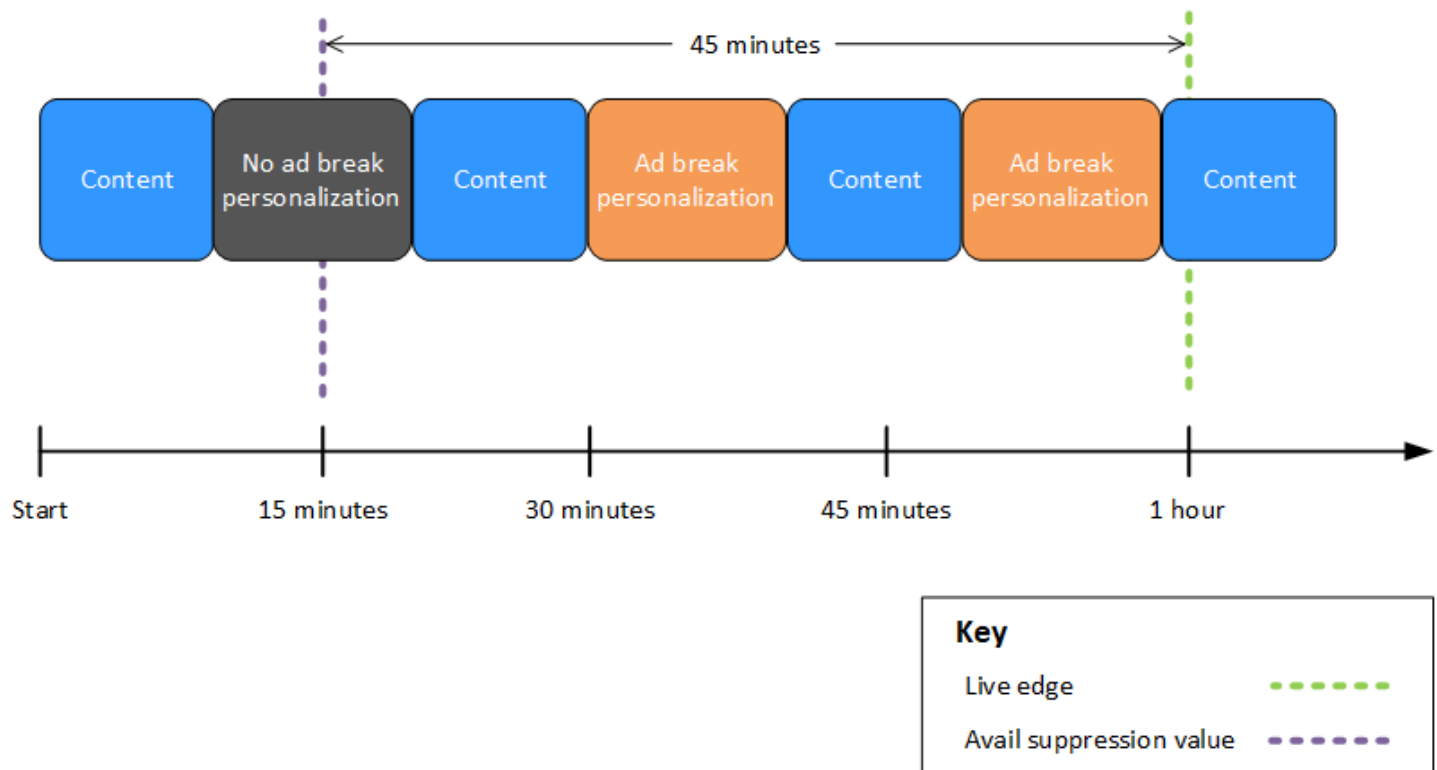 45 minutes
Content
No ad break
personalization
Content
Ad break
personalization
Content
Ad break
personalization
Content
Start
15 minutes
30 minutes
45 minutes
1 hour
Key
Live edge
Avail suppression value